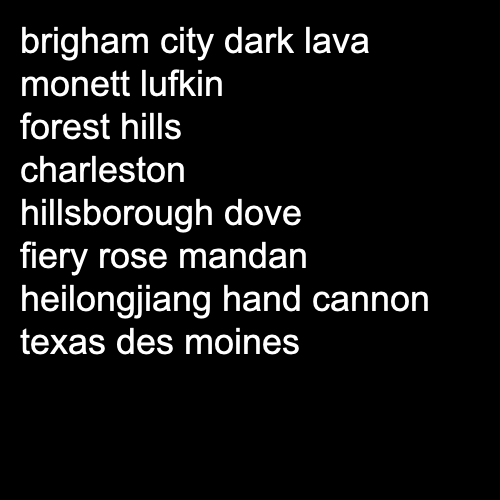 brigham city dark lava
monett lufkin
forest hills
charleston
hillsborough dove
fiery rose mandan
heilongjiang hand cannon
texas des moines